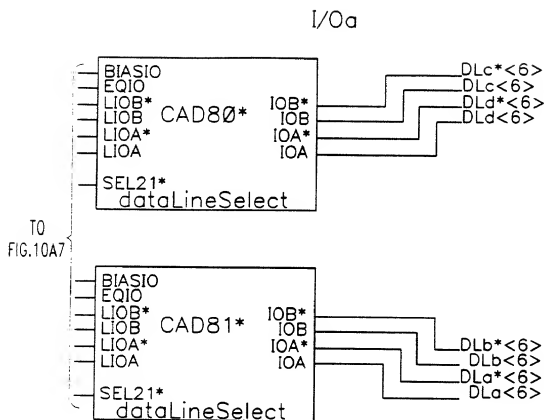 I/Oa
BIASIO
EQIO
LIOB*
LIOB
LIOA*
LIOA
SEL21*
CAD80*
IOB*
IOB
IOA*
IOA
dataLineSelect
DLc*<6>
DLc<6>
DLd*<6>
DLd<6>
TO
FIG.10A7
BIASIO
EQIO
LIOB*
LIOB
LIOA*
LIOA
SEL21*
CAD81*
IOB*
IOB
IOA*
IOA
dataLineSelect
DLb*<6>
DLb<6>
DLa*<6>
DLa<6>